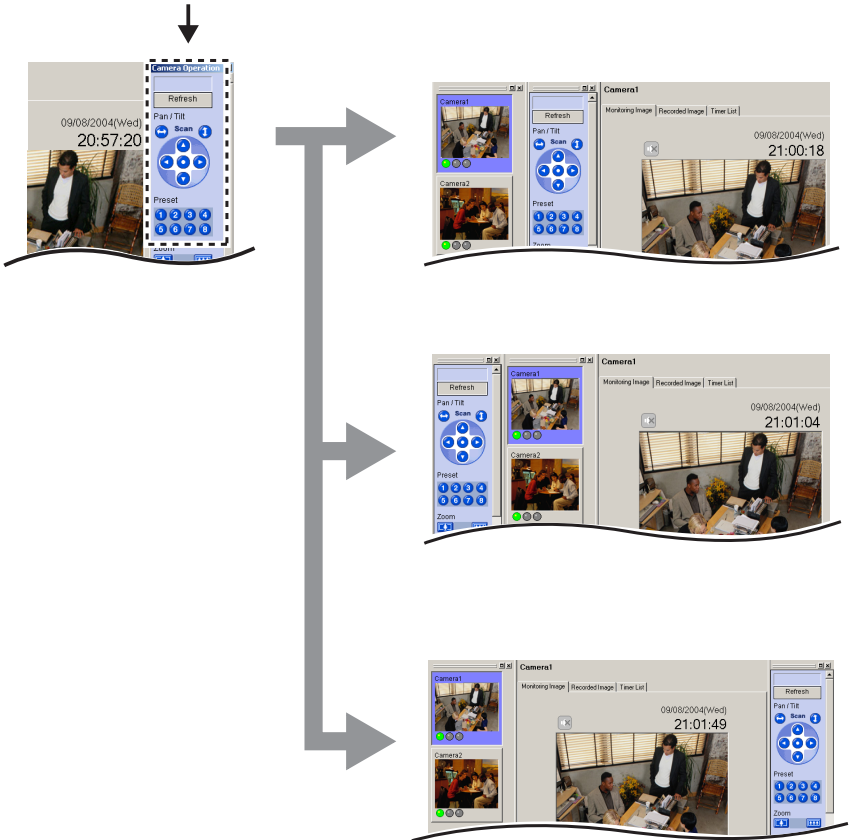 Camera Operation
Refresh
Pan / Tilt
Scan
09/08/2004(Wed)
20:57:20
Preset
1 2 3 4
5 6 7 8
Zoom
Camera1
Camera2
Refresh
Pan / Tilt
Scan
Preset
1 2 3 4
5 6 7 8
Zoom
Camera1
Monitoring Image Recorded Image Timer List
09/08/2004(Wed)
21:00:18
Refresh
Pan / Tilt
Scan
Preset
1 2 3 4
5 6 7 8
Zoom
Camera1
Camera2
Camera1
Monitoring Image Recorded Image Timer List
09/08/2004(Wed)
21:01:04
Camera1
Camera2
Camera1
Monitoring Image Recorded Image Timer List
09/08/2004(Wed)
21:01:49
Refresh
Pan / Tilt
Scan
Preset
1 2 3 4
5 6 7 8
Zoom